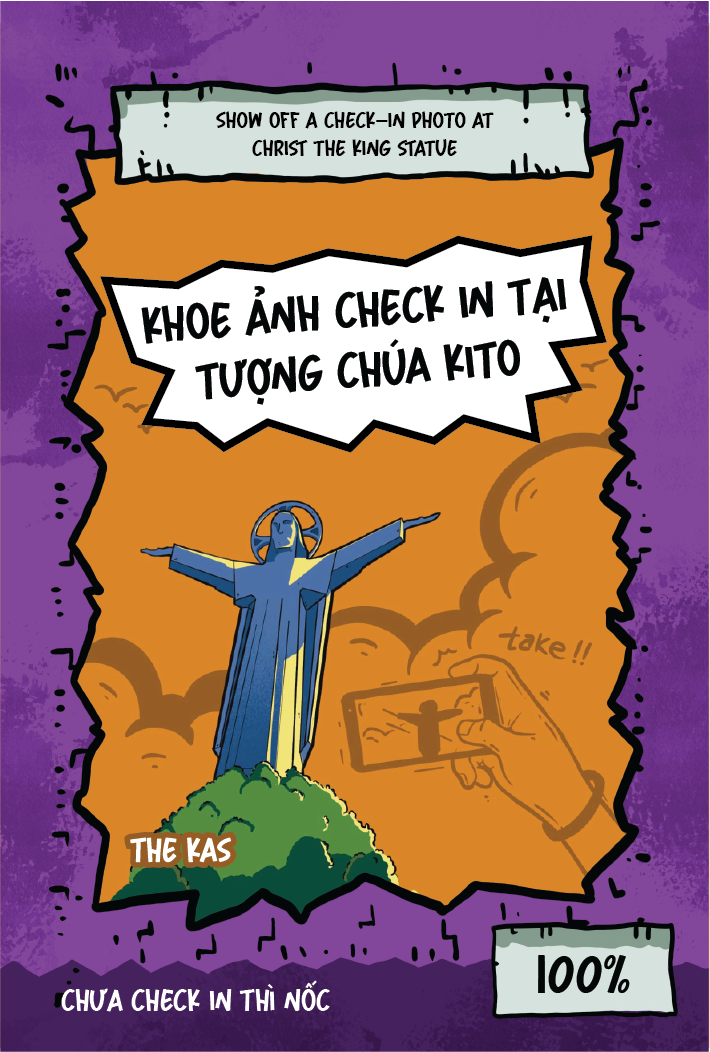 SHOW OFF A CHECK-IN PHOTO AT
CHRIST THE KING STATUE
KHOE ẢNH CHECK IN TẠI
TƯỢNG CHÚA KITO
take!!
THE KAS
100%
CHƯA CHECK IN THÌ NỐC